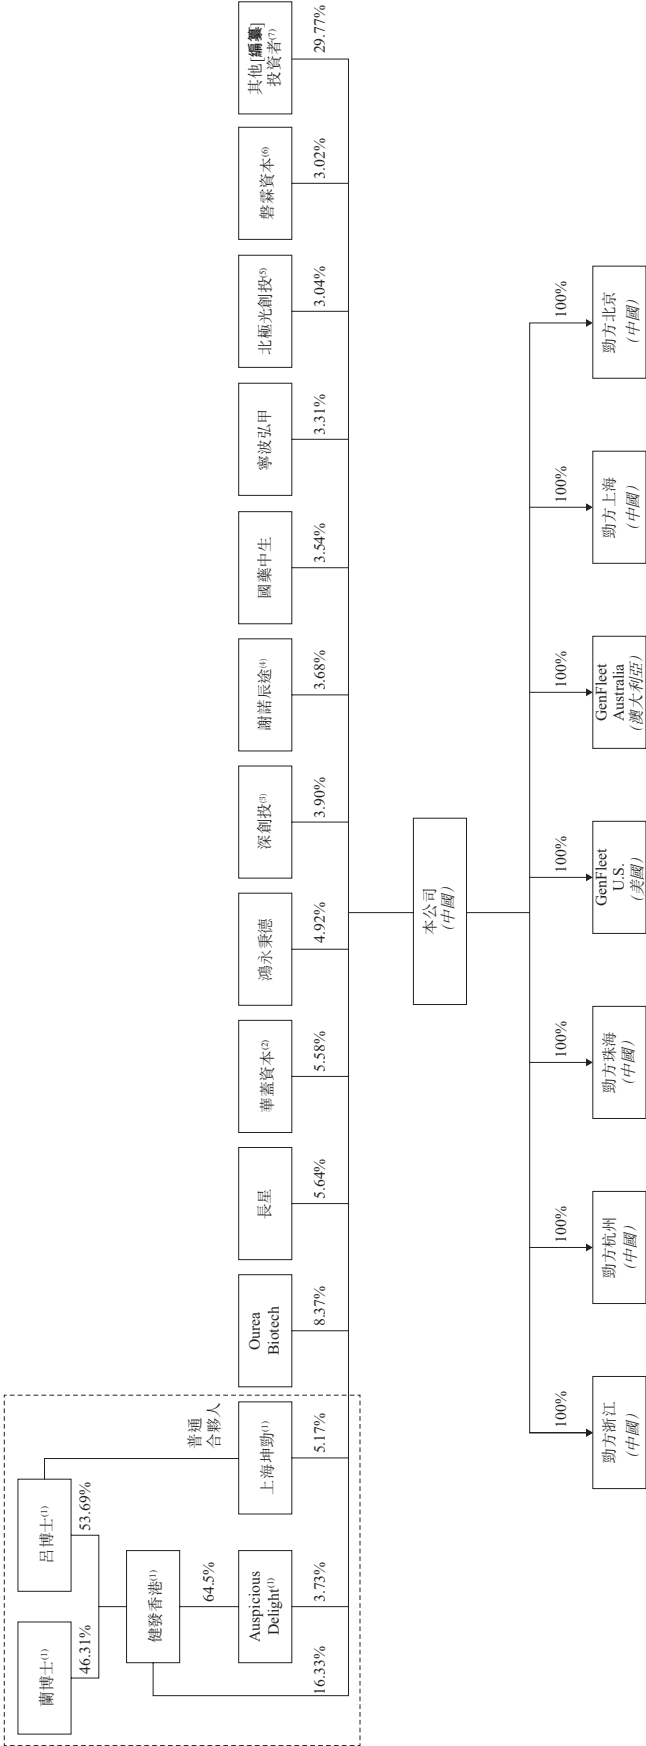 蘭博士(1)
呂博士(1)
46.31%
53.69%
普通
合夥人
健發香港(1)
64.5%
Auspicious
Delight(1)
上海坤勁(1)
Ourea
Biotech
長星
華蓋資本(2)
鴻永秉德
深創投(3)
謝諾辰途(4)
國藥中生
寧波弘甲
北極光創投(5)
磐霖資本(6)
其他[編纂]
投資者(7)
16.33%
3.73%
5.17%
8.37%
5.64%
5.58%
4.92%
3.90%
3.68%
3.54%
3.31%
3.04%
3.02%
29.77%
本公司
(中國)
100%
100%
100%
100%
100%
100%
100%
勁方浙江
(中國)
勁方杭州
(中國)
勁方珠海
(中國)
GenFleet
U.S.
(美國)
GenFleet
Australia
(澳大利亞)
勁方上海
(中國)
勁方北京
(中國)